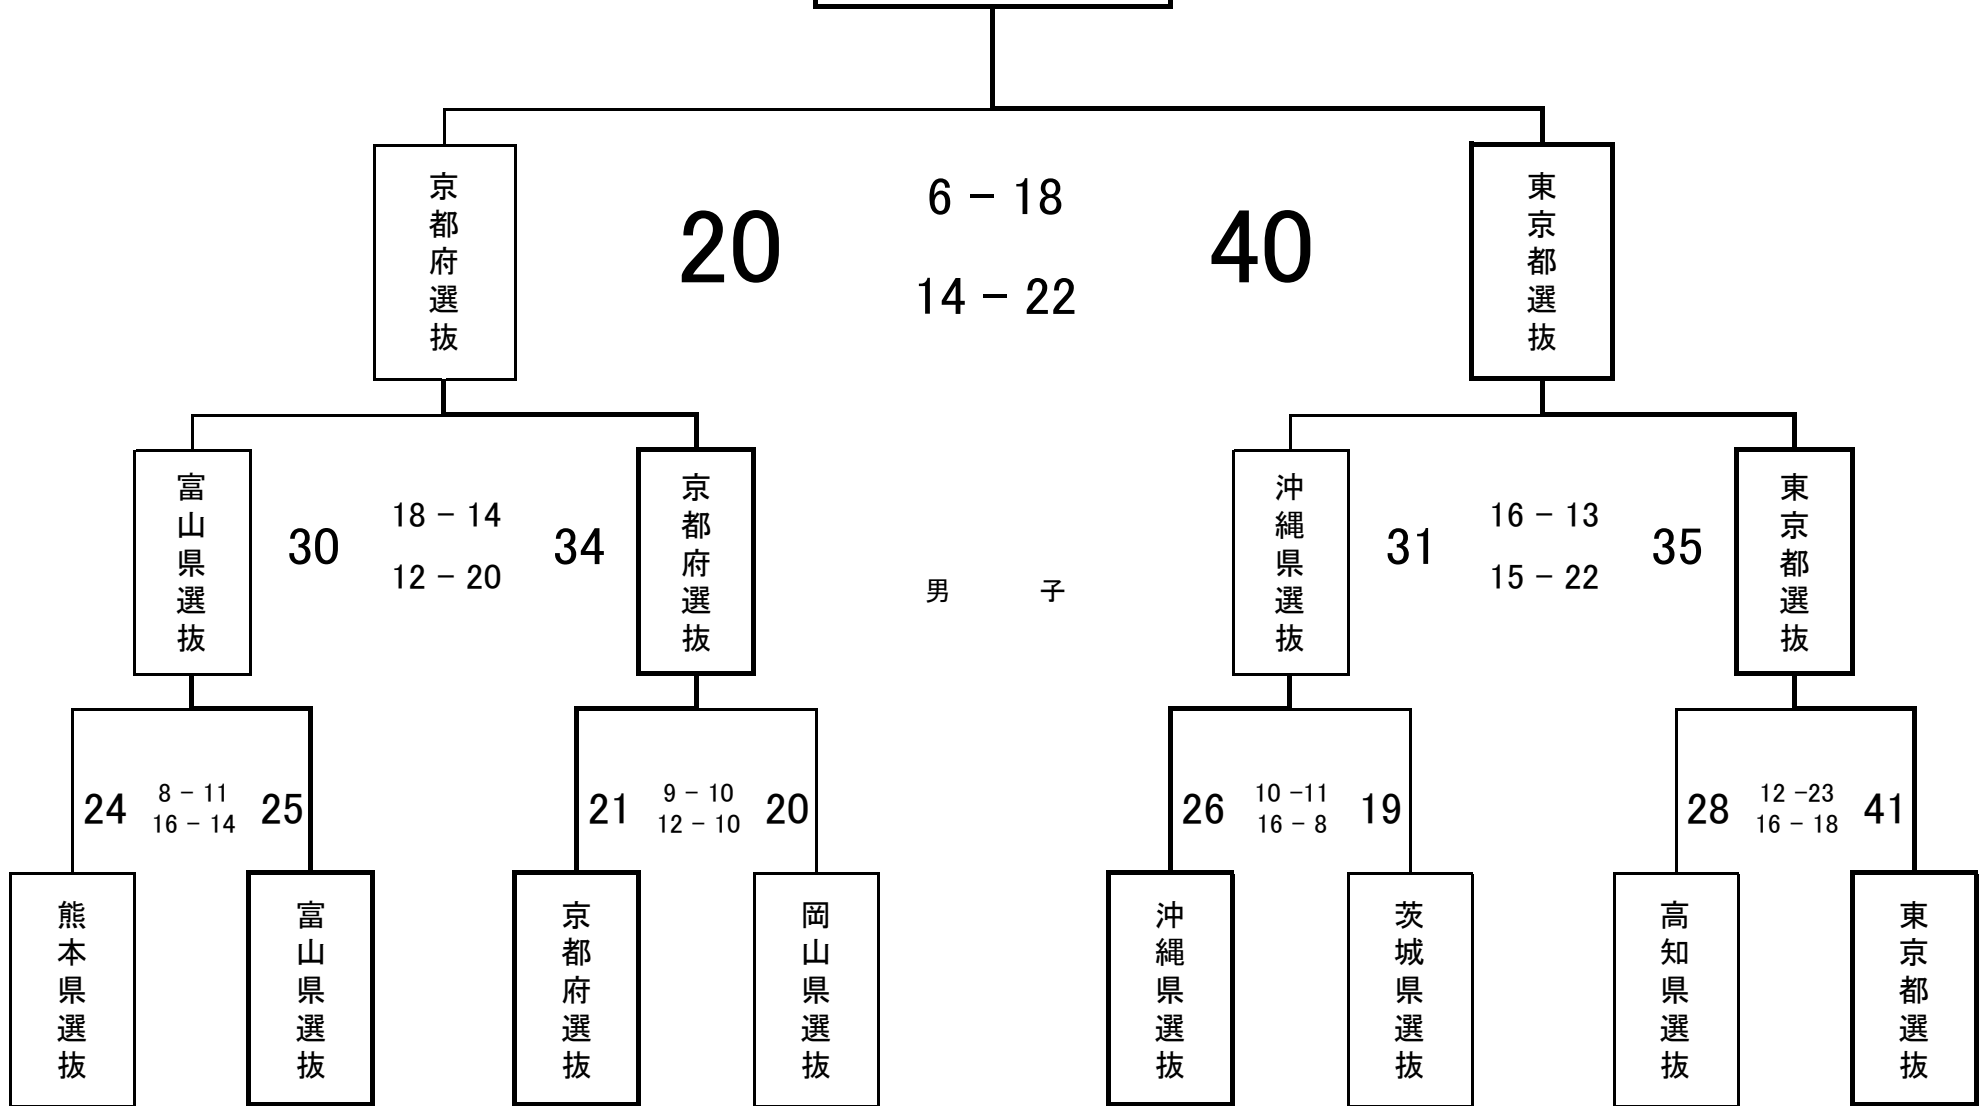 京都府選抜
20
6 － 18
14 － 22
40
東京都選抜
富山県選抜
30
18 － 14
12 － 20
34
京都府選抜
男 子
沖縄県選抜
31
16 － 13
15 － 22
35
東京都選抜
24
8 － 11
16 － 14
25
21
9 － 10
12 － 10
20
26
10 －11
16 － 8
19
28
12 －23
16 － 18
41
熊本県選抜
富山県選抜
京都府選抜
岡山県選抜
沖縄県選抜
茨城県選抜
高知県選抜
東京都選抜